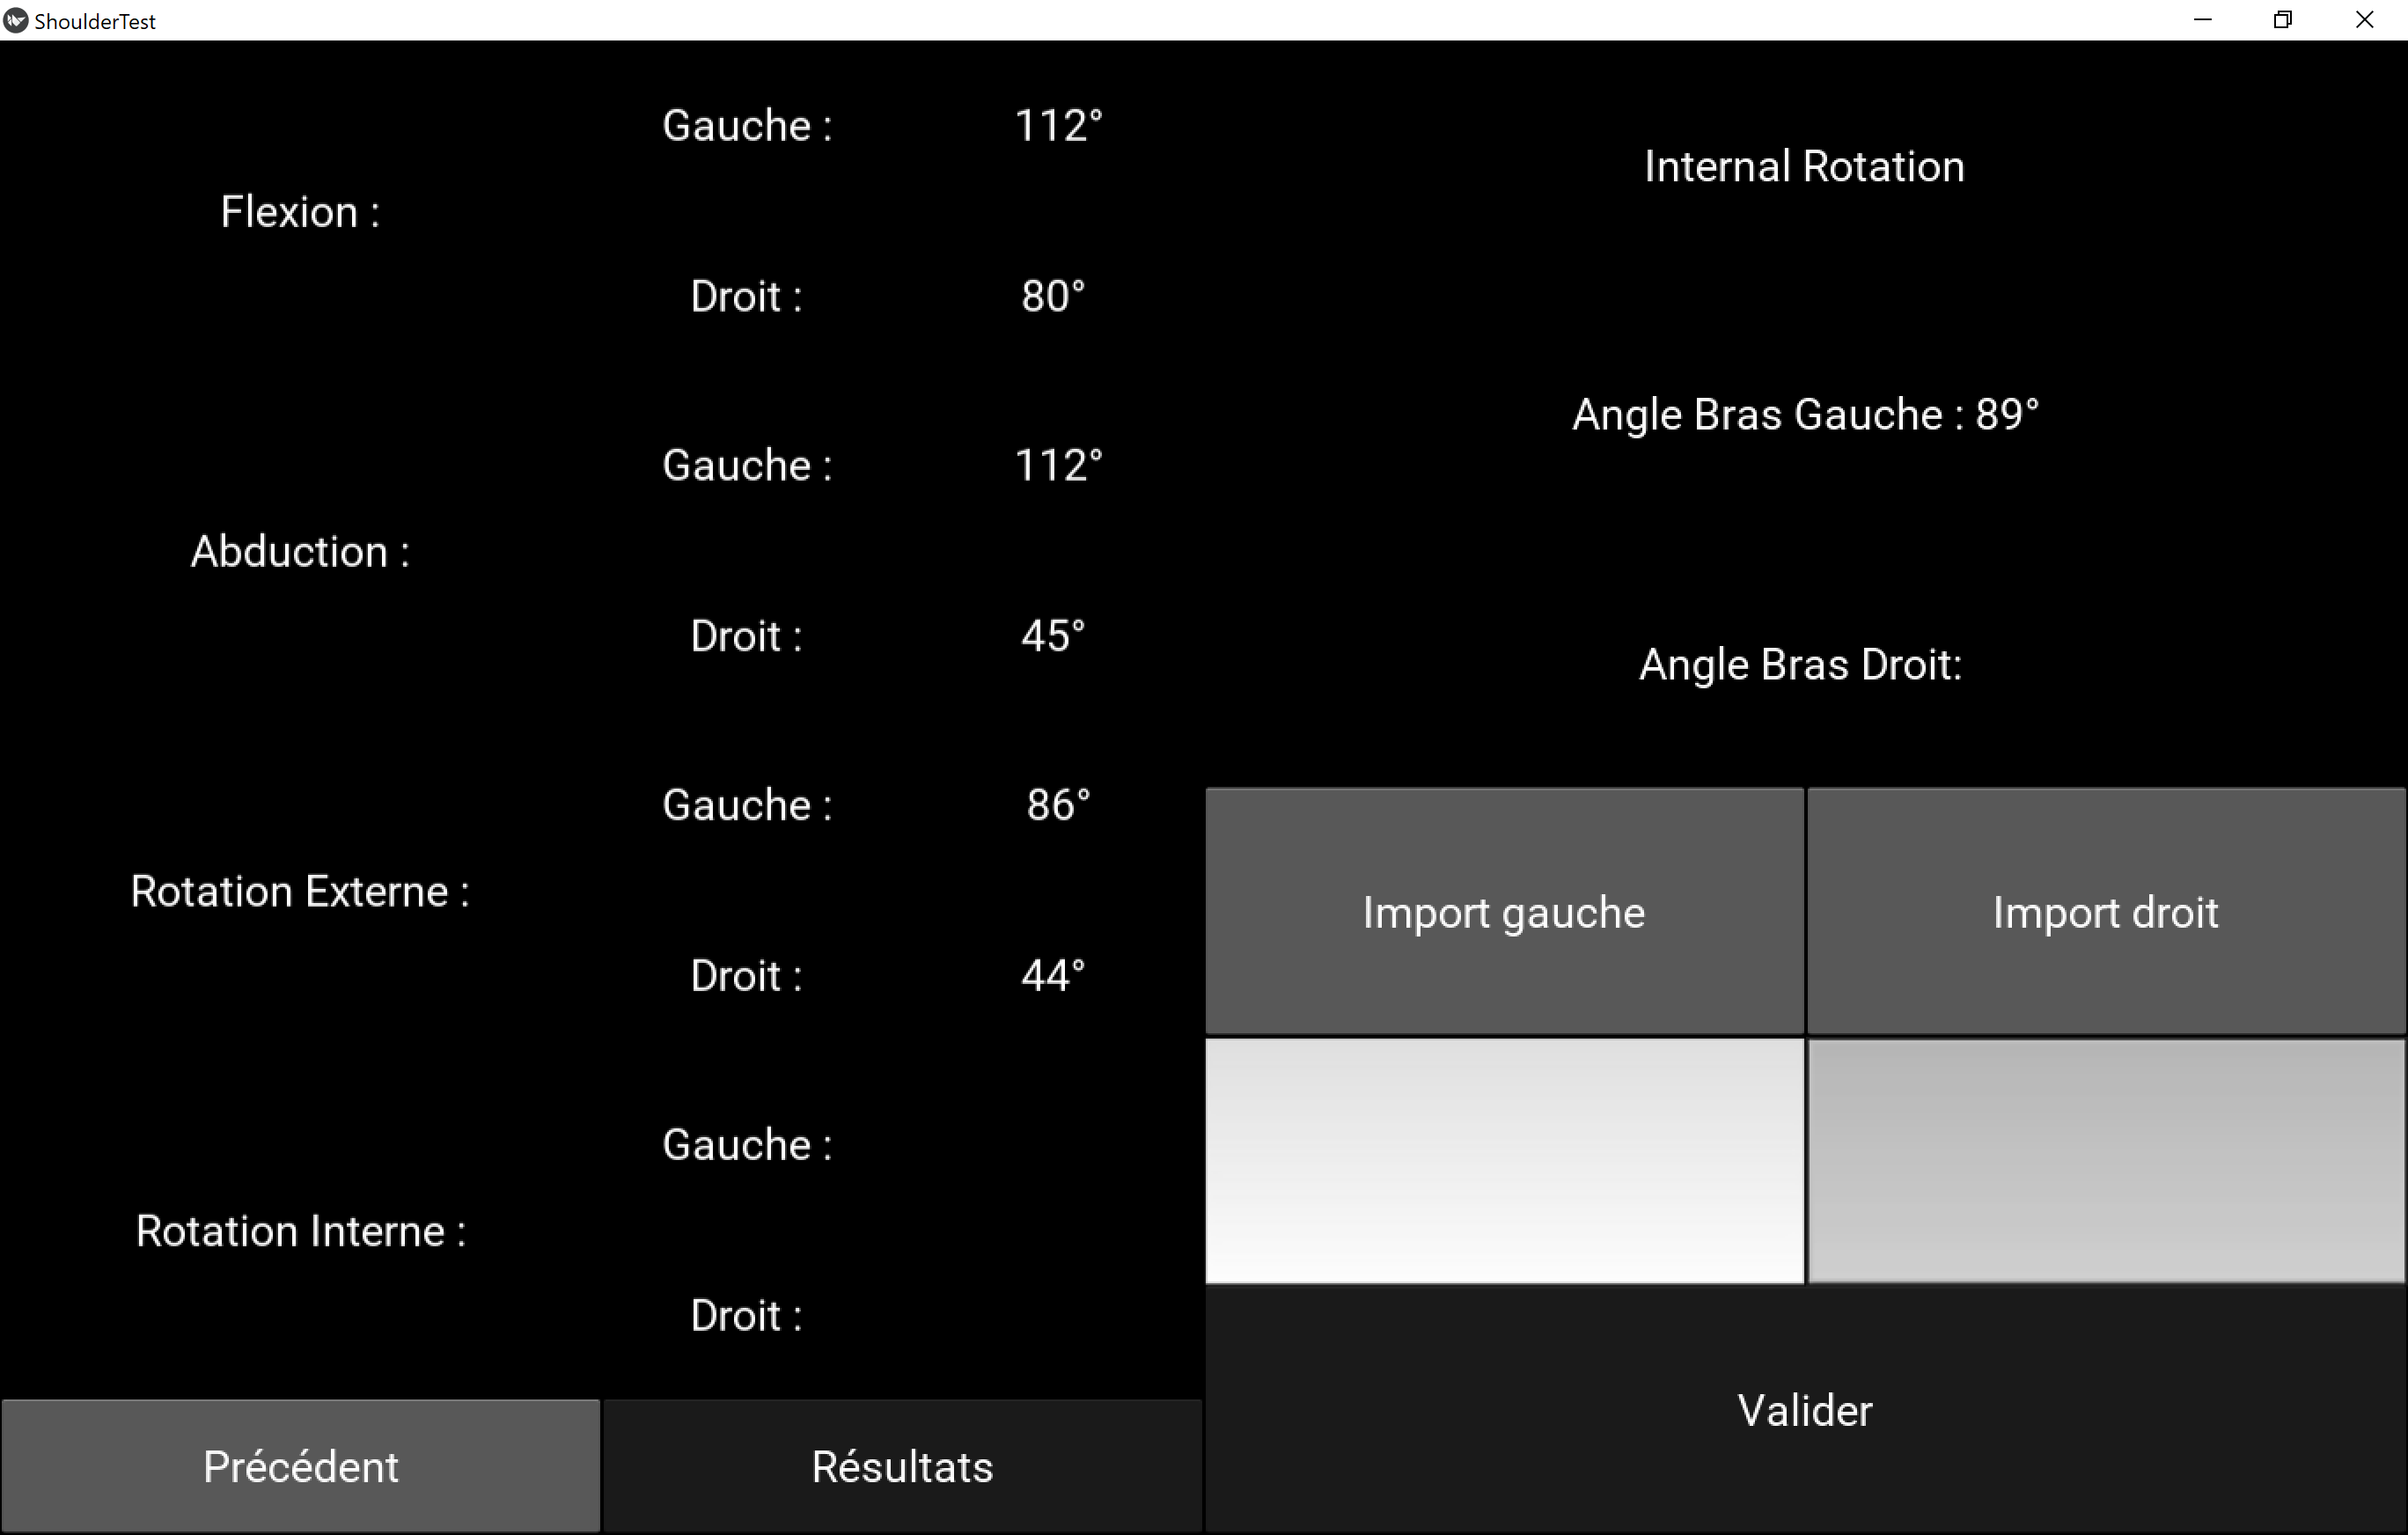 ShoulderTest
Flexion :
Gauche : 112°
Droit : 80°
Abduction :
Gauche : 112°
Droit : 45°
Rotation Externe :
Gauche : 86°
Droit : 44°
Rotation Interne :
Gauche :
Droit :
Précédent
Résultats
Internal Rotation
Angle Bras Gauche : 89°
Angle Bras Droit:
Import gauche
Import droit
Valider